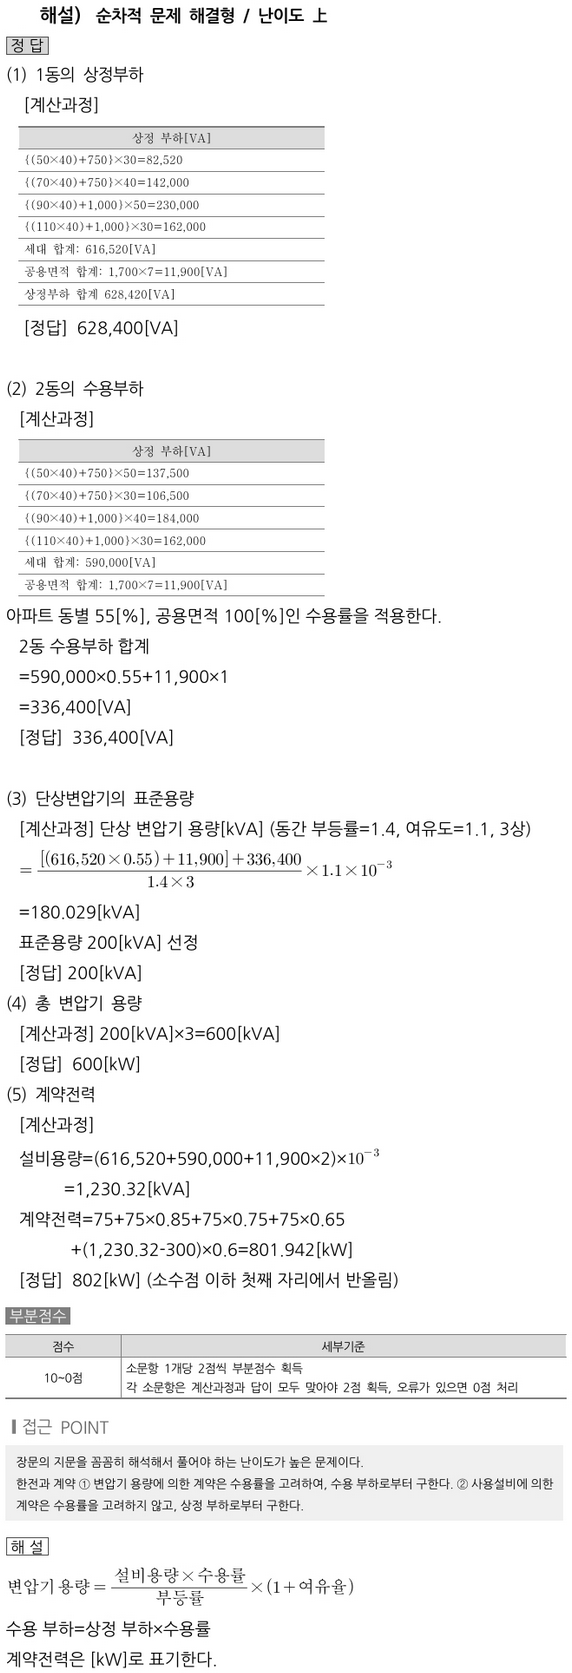 해설) 순차적 문제 해결형 / 난이도 上
정 답
(1) 1동의 상정부하
[계산과정]
상정 부하[VA]
{(50×40)+750}×30=82,520
{(70×40)+750}×40=142,000
{(90×40)+1,000}×50=230,000
{(110×40)+1,000}×30=162,000
세대 합계: 616,520[VA]
공용면적 합계: 1,700×7=11,900[VA]
상정부하 합계 628,420[VA]
[정답] 628,400[VA]
(2) 2동의 수용부하
[계산과정]
상정 부하[VA]
{(50×40)+750}×50=137,500
{(70×40)+750}×30=106,500
{(90×40)+1,000}×40=184,000
{(110×40)+1,000}×30=162,000
세대 합계: 590,000[VA]
공용면적 합계: 1,700×7=11,900[VA]
아파트 동별 55[%], 공용면적 100[%]인 수용률을 적용한다.
2동 수용부하 합계
=590,000×0.55+11,900×1
=336,400[VA]
[정답] 336,400[VA]
(3) 단상변압기의 표준용량
[계산과정] 단상 변압기 용량[kVA] (동간 부등률=1.4, 여유도=1.1, 3상)
= [(616,520×0.55)+11,900]+336,400 / 1.4×3 ×1.1×10⁻³
=180.029[kVA]
표준용량 200[kVA] 선정
[정답] 200[kVA]
(4) 총 변압기 용량
[계산과정] 200[kVA]×3=600[kVA]
[정답] 600[kW]
(5) 계약전력
[계산과정]
설비용량=(616,520+590,000+11,900×2)×10⁻³
=1,230.32[kVA]
계약전력=75+75×0.85+75×0.75+75×0.65
+(1,230.32-300)×0.6=801.942[kW]
[정답] 802[kW] (소수점 이하 첫째 자리에서 반올림)
부분점수
점수 세부기준
10~0점 소문항 1개당 2점씩 부분점수 획득
각 소문항은 계산과정과 답이 모두 맞아야 2점 획득, 오류가 있으면 0점 처리
접근 POINT
장문의 지문을 꼼꼼히 해석해서 풀어야 하는 난이도가 높은 문제이다.
한전과 계약 ① 변압기 용량에 의한 계약은 수용률을 고려하여, 수용 부하로부터 구한다. ② 사용설비에 의한
계약은 수용률을 고려하지 않고, 상정 부하로부터 구한다.
해 설
변압기 용량= 설비용량×수용률 / 부등률 ×(1+여유율)
수용 부하=상정 부하×수용률
계약전력은 [kW]로 표기한다.